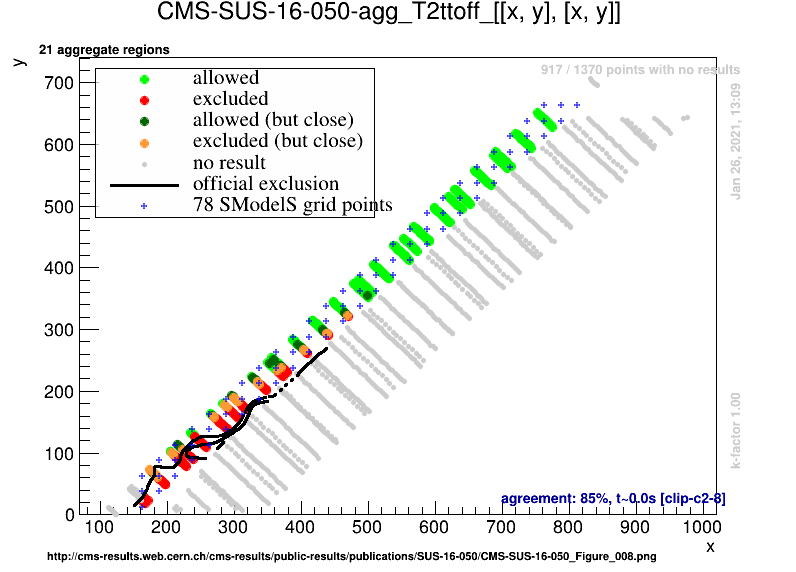 CMS-SUS-16-050-agg_T2ttoff_[[x, y], [x, y]]
21 aggregate regions
y
917 / 1370 points with no results
allowed
excluded
allowed (but close)
excluded (but close)
no result
official exclusion
78 SModelS grid points
Jan 26, 2021, 13:09
k-factor 1.00
700
600
500
400
300
200
100
0
agreement: 85%, t~0.0s [clip-c2-8]
100 200 300 400 500 600 700 800 900 1000
x
http://cms-results.web.cern.ch/cms-results/public-results/publications/SUS-16-050/CMS-SUS-16-050_Figure_008.png